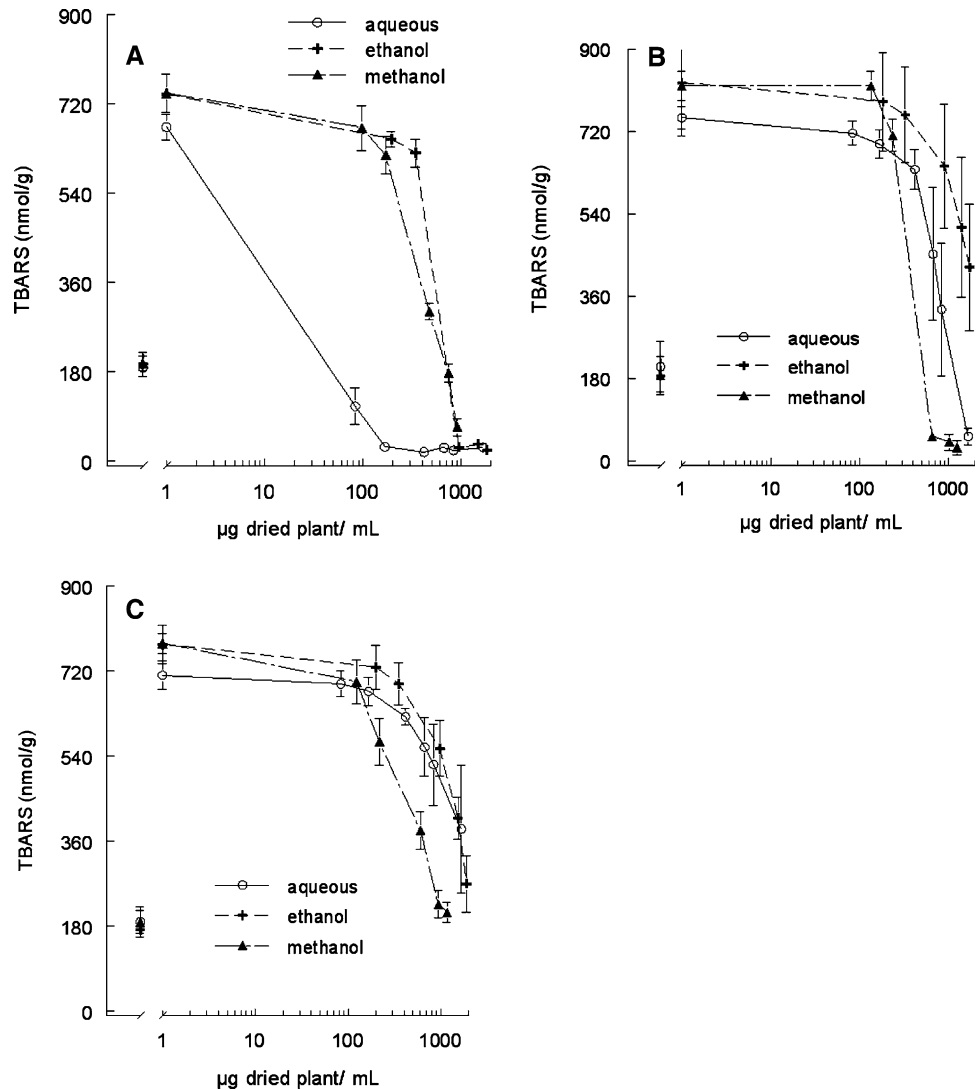 A
aqueous
ethanol
methanol
900
720
540
360
180
0
TBARS (nmol/g)
1
10
100
1000
µg dried plant/ mL
B
900
720
540
360
180
0
TBARS (nmol/g)
aqueous
ethanol
methanol
1
10
100
1000
µg dried plant/ mL
C
900
720
540
360
180
0
TBARS (nmol/g)
aqueous
ethanol
methanol
1
10
100
1000
µg dried plant/ mL